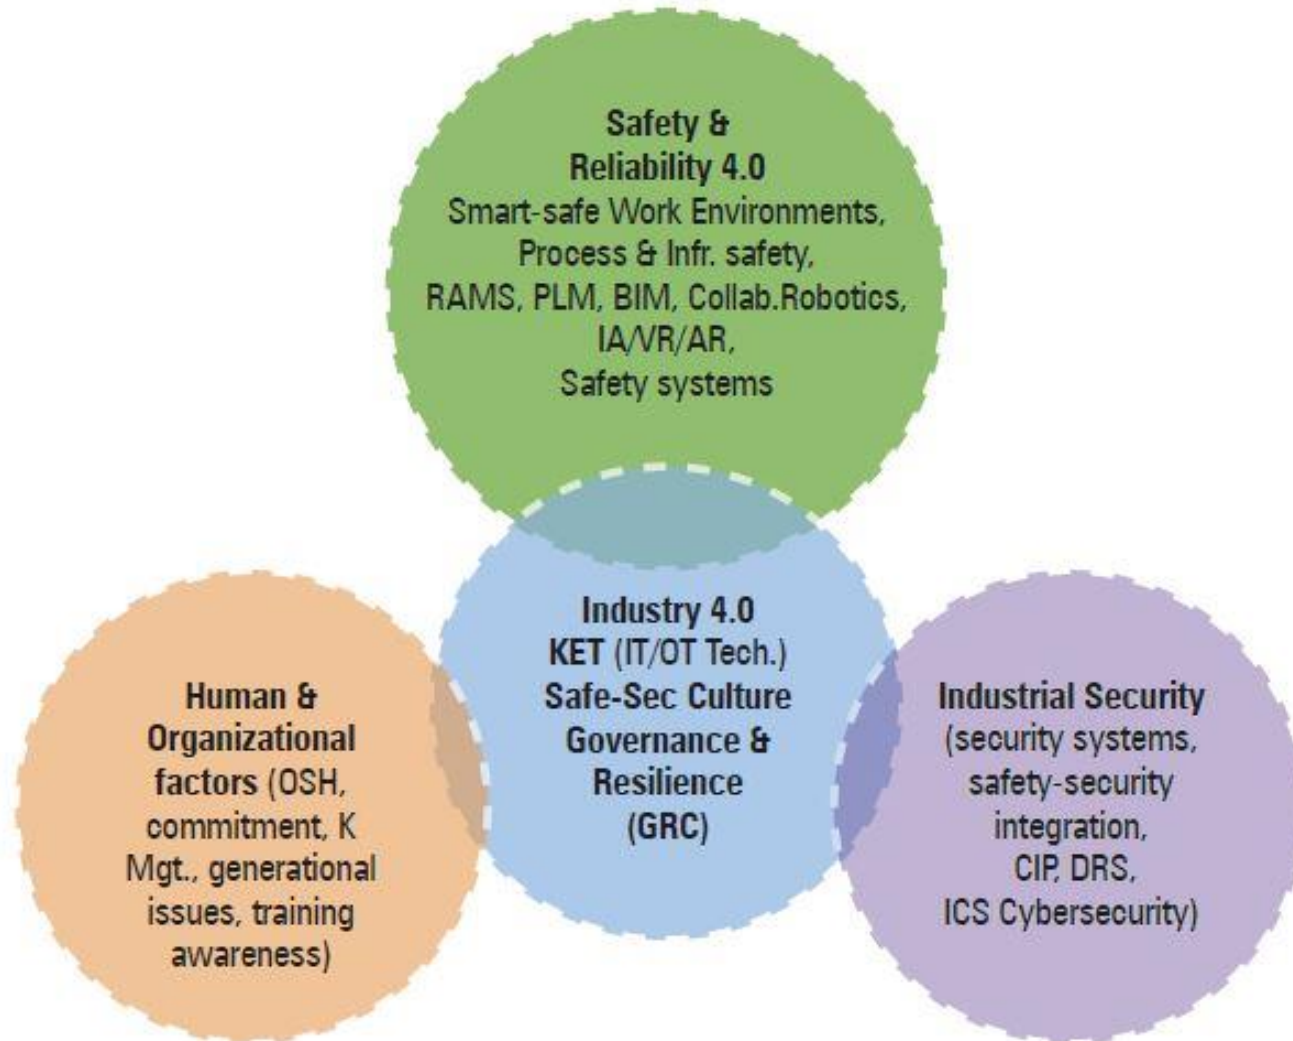 Safety &
Reliability 4.0
Smart-safe Work Environments,
Process & Infr. safety,
RAMS, PLM, BIM, Collab.Robotics,
IA/VR/AR,
Safety systems
Industry 4.0
KET (IT/OT Tech.)
Safe-Sec Culture
Governance &
Resilience
(GRC)
Human &
Organizational
factors (OSH,
commitment, K
Mgt., generational
issues, training
awareness)
Industrial Security
(security systems,
safety-security
integration,
CIP, DRS,
ICS Cybersecurity)